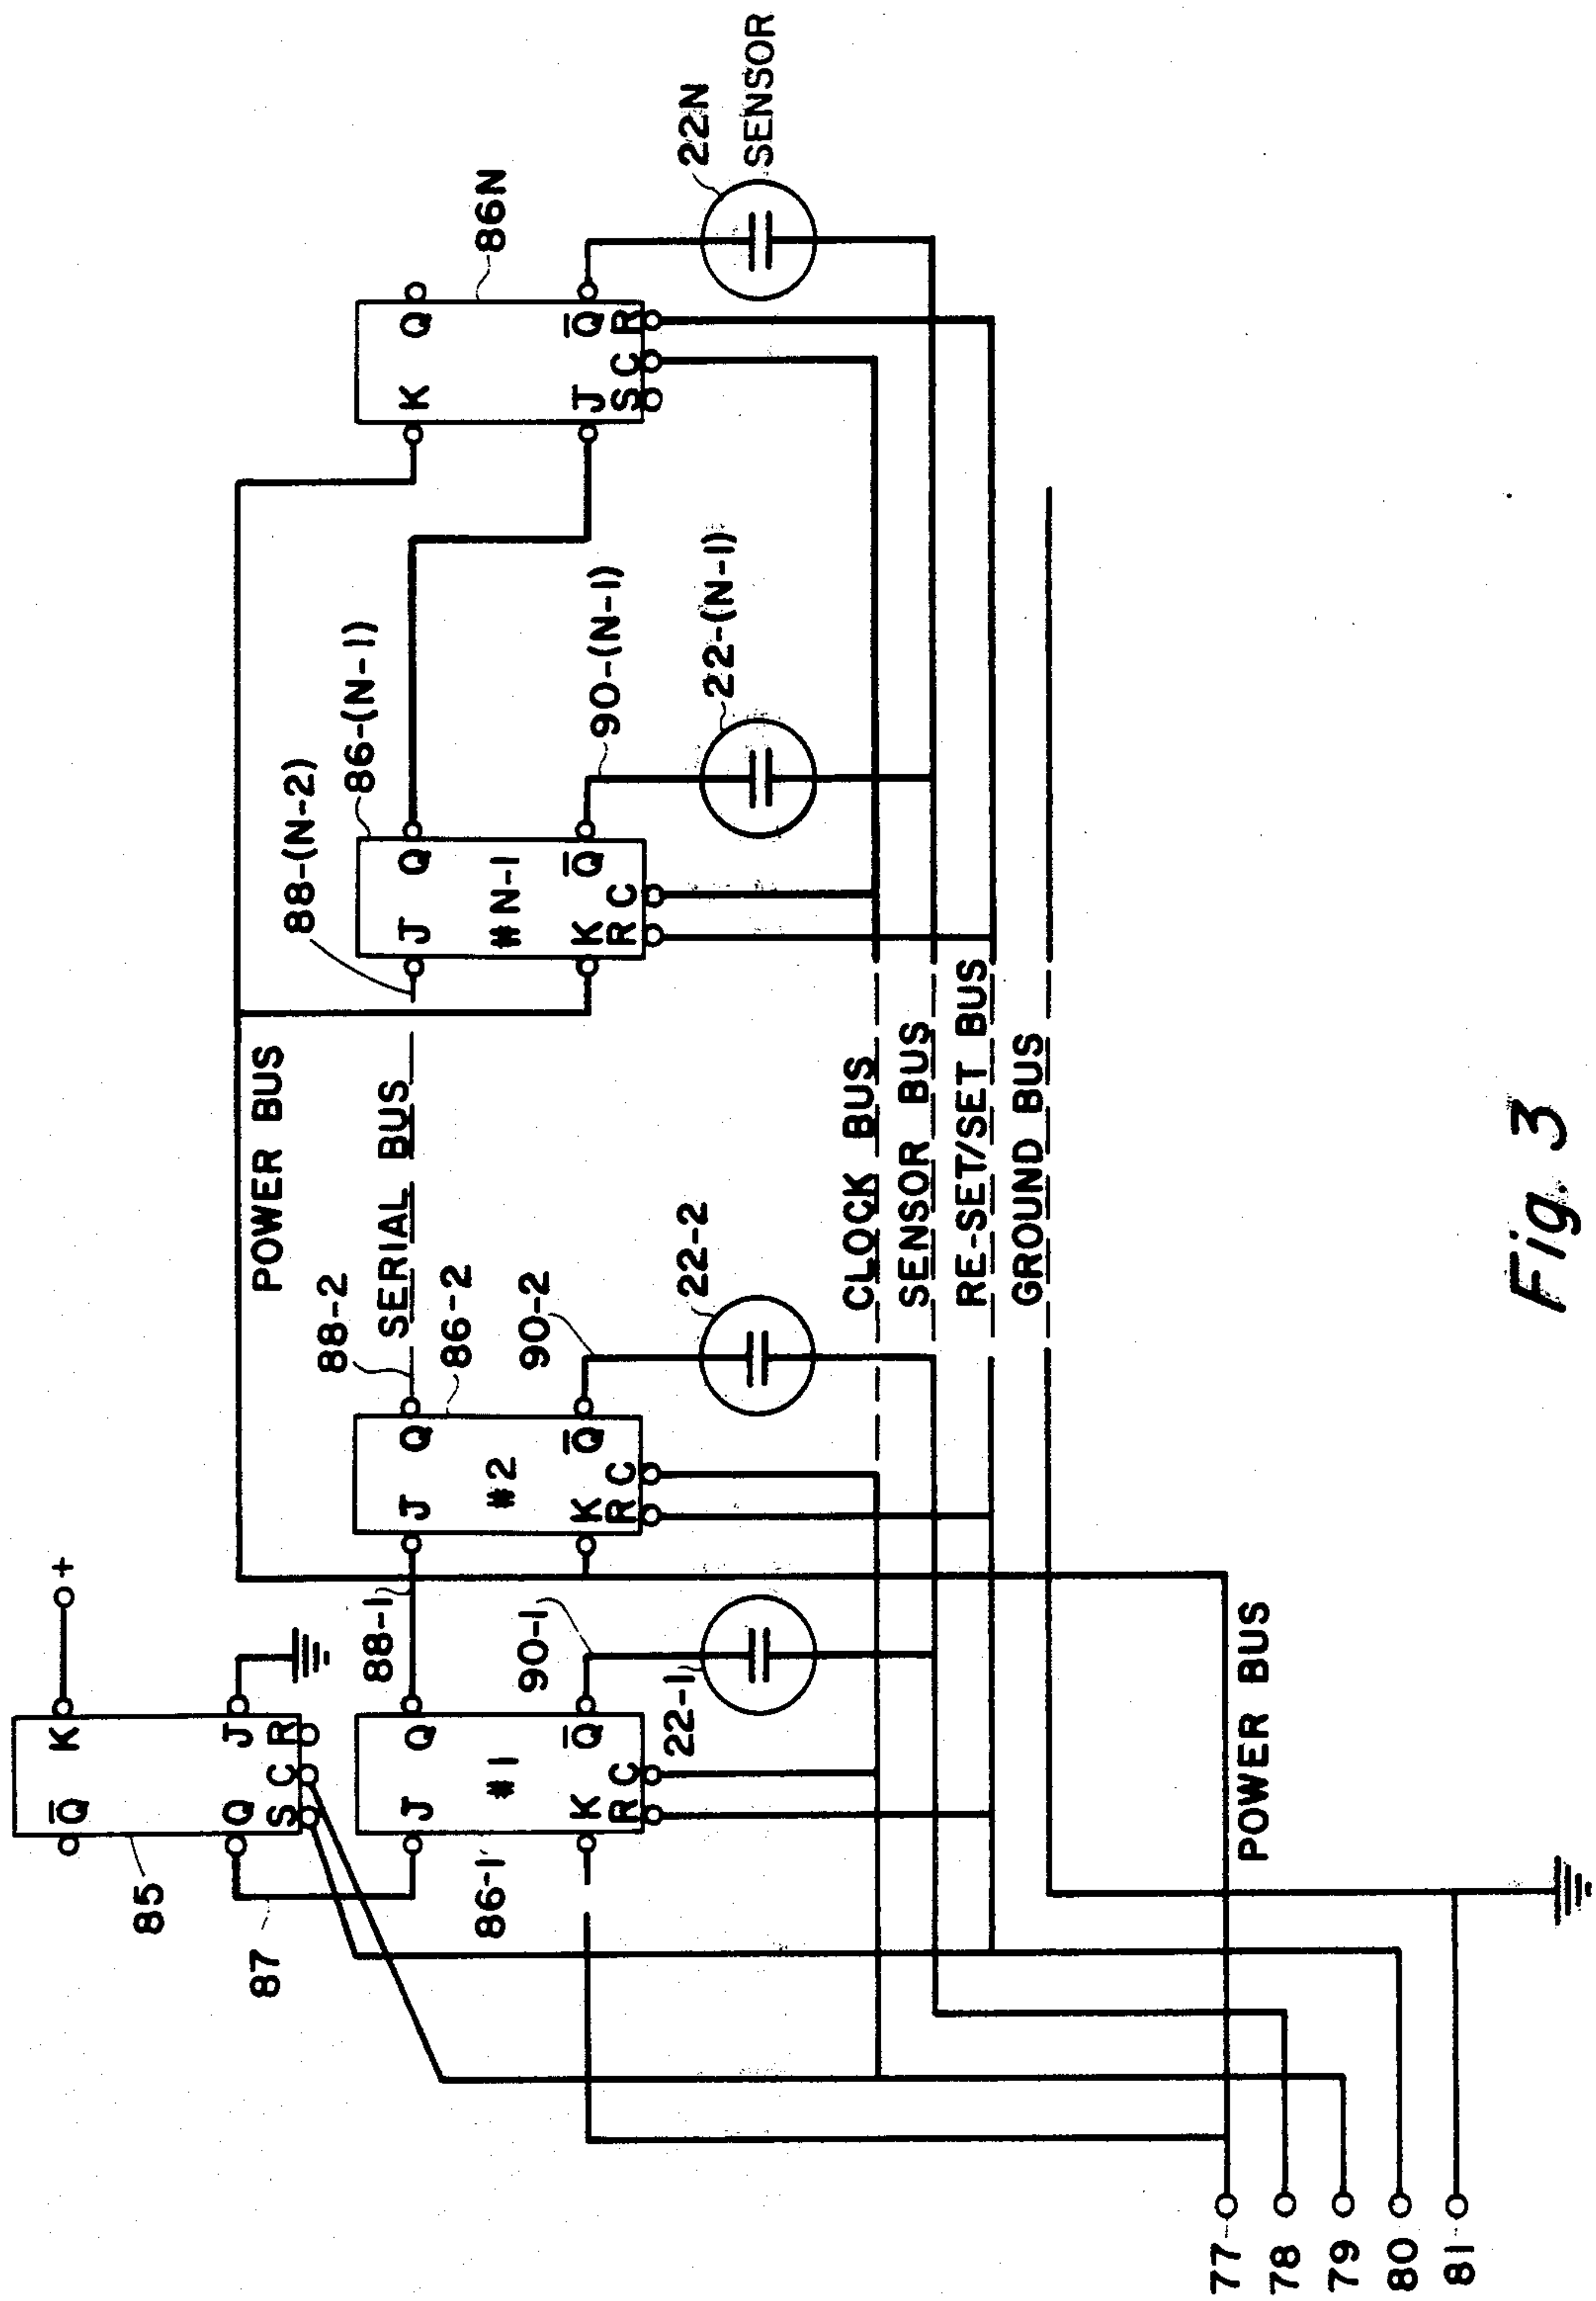 K
+
Q̄
J
R
C
S
Q
85
87
88-1
Q
#1
J
Q̄
K
C
R
86-1
90-1
22-1
88-2
SERIAL BUS
86-2
Q
#2
J
Q̄
K
C
R
90-2
22-2
POWER BUS
88-(N-2)
86-(N-1)
J
Q
#N-1
K
Q̄
R
C
90-(N-1)
22-(N-1)
86N
K
Q
J
Q̄
S
C
R
22N
SENSOR
CLOCK BUS
SENSOR BUS
RE-SET/SET BUS
GROUND BUS
POWER BUS
77
78
79
80
81
Fig. 3